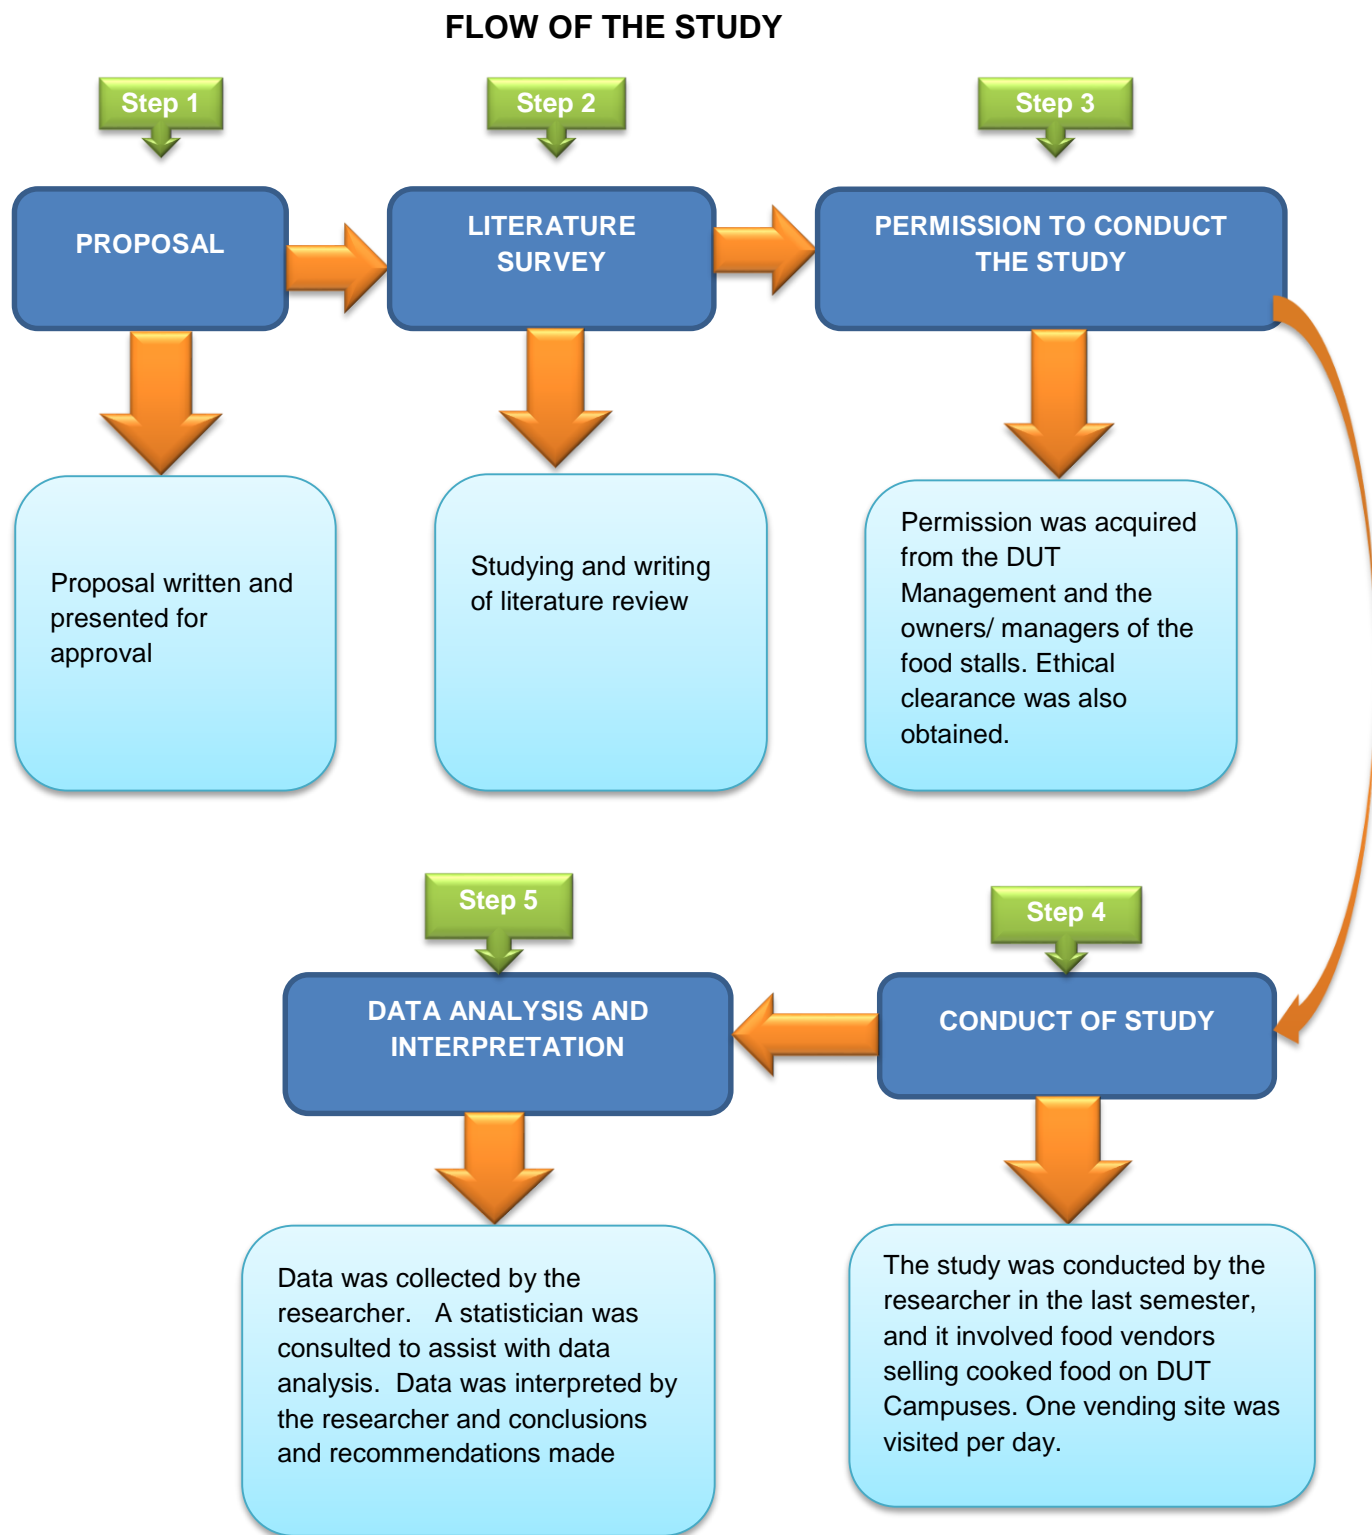 FLOW OF THE STUDY
Step 1
PROPOSAL
Proposal written and
presented for
approval
Step 2
LITERATURE
SURVEY
Studying and writing
of literature review
Step 3
PERMISSION TO CONDUCT
THE STUDY
Permission was acquired
from the DUT
Management and the
owners/ managers of the
food stalls. Ethical
clearance was also
obtained.
Step 4
CONDUCT OF STUDY
The study was conducted by the
researcher in the last semester,
and it involved food vendors
selling cooked food on DUT
Campuses. One vending site was
visited per day.
Step 5
DATA ANALYSIS AND
INTERPRETATION
Data was collected by the
researcher.   A statistician was
consulted to assist with data
analysis.  Data was interpreted by
the researcher and conclusions
and recommendations made